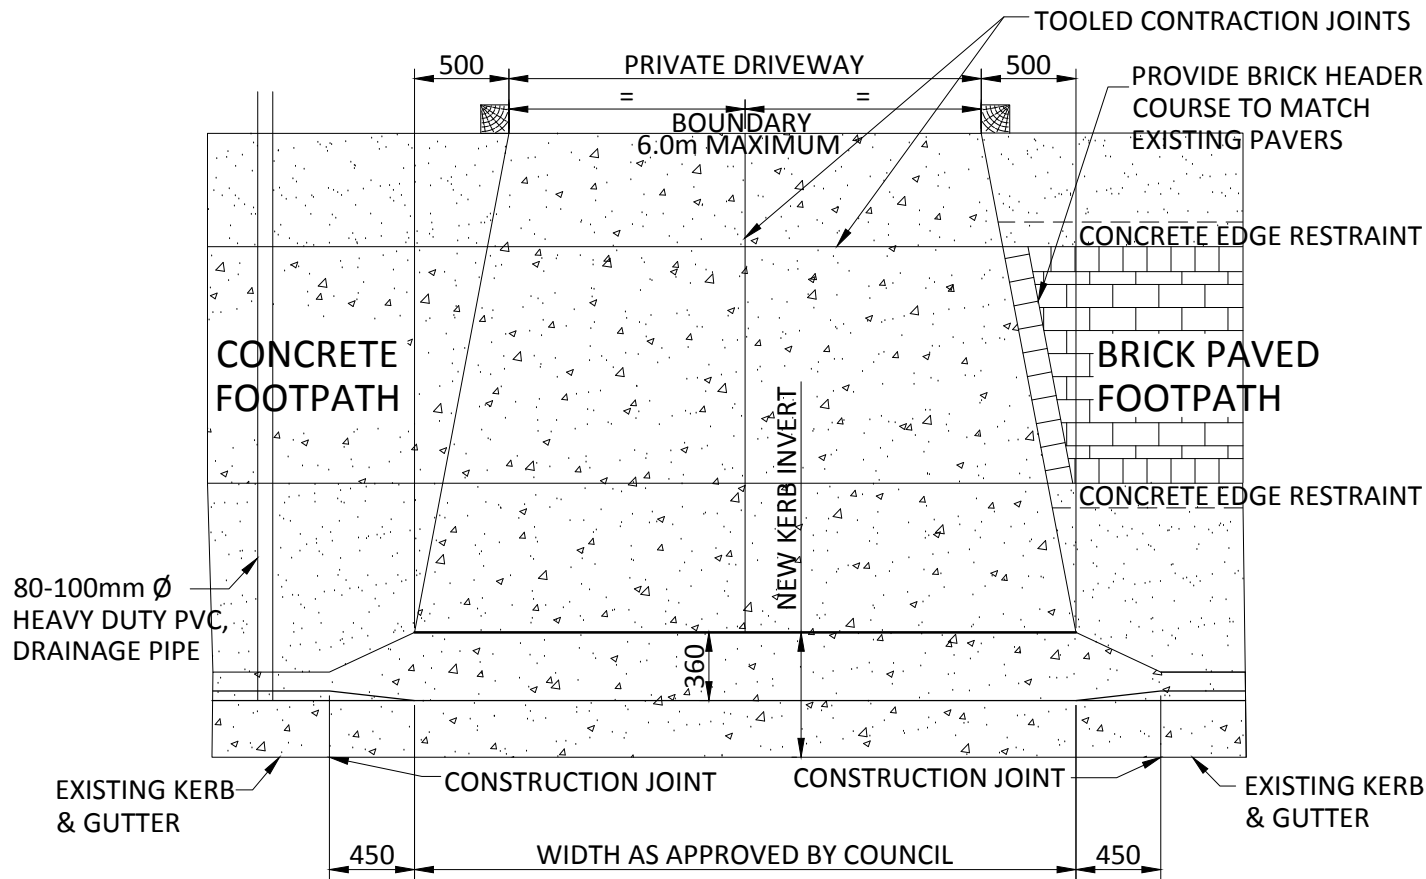 TOOLED CONTRACTION JOINTS
500
PRIVATE DRIVEWAY
500
PROVIDE BRICK HEADER
COURSE TO MATCH
EXISTING PAVERS
=
=
BOUNDARY
6.0m MAXIMUM
CONCRETE EDGE RESTRAINT
CONCRETE
FOOTPATH
BRICK PAVED
FOOTPATH
NEW KERB INVERT
CONCRETE EDGE RESTRAINT
80-100mm Ø
HEAVY DUTY PVC,
DRAINAGE PIPE
360
EXISTING KERB
& GUTTER
CONSTRUCTION JOINT
CONSTRUCTION JOINT
EXISTING KERB
& GUTTER
450
WIDTH AS APPROVED BY COUNCIL
450